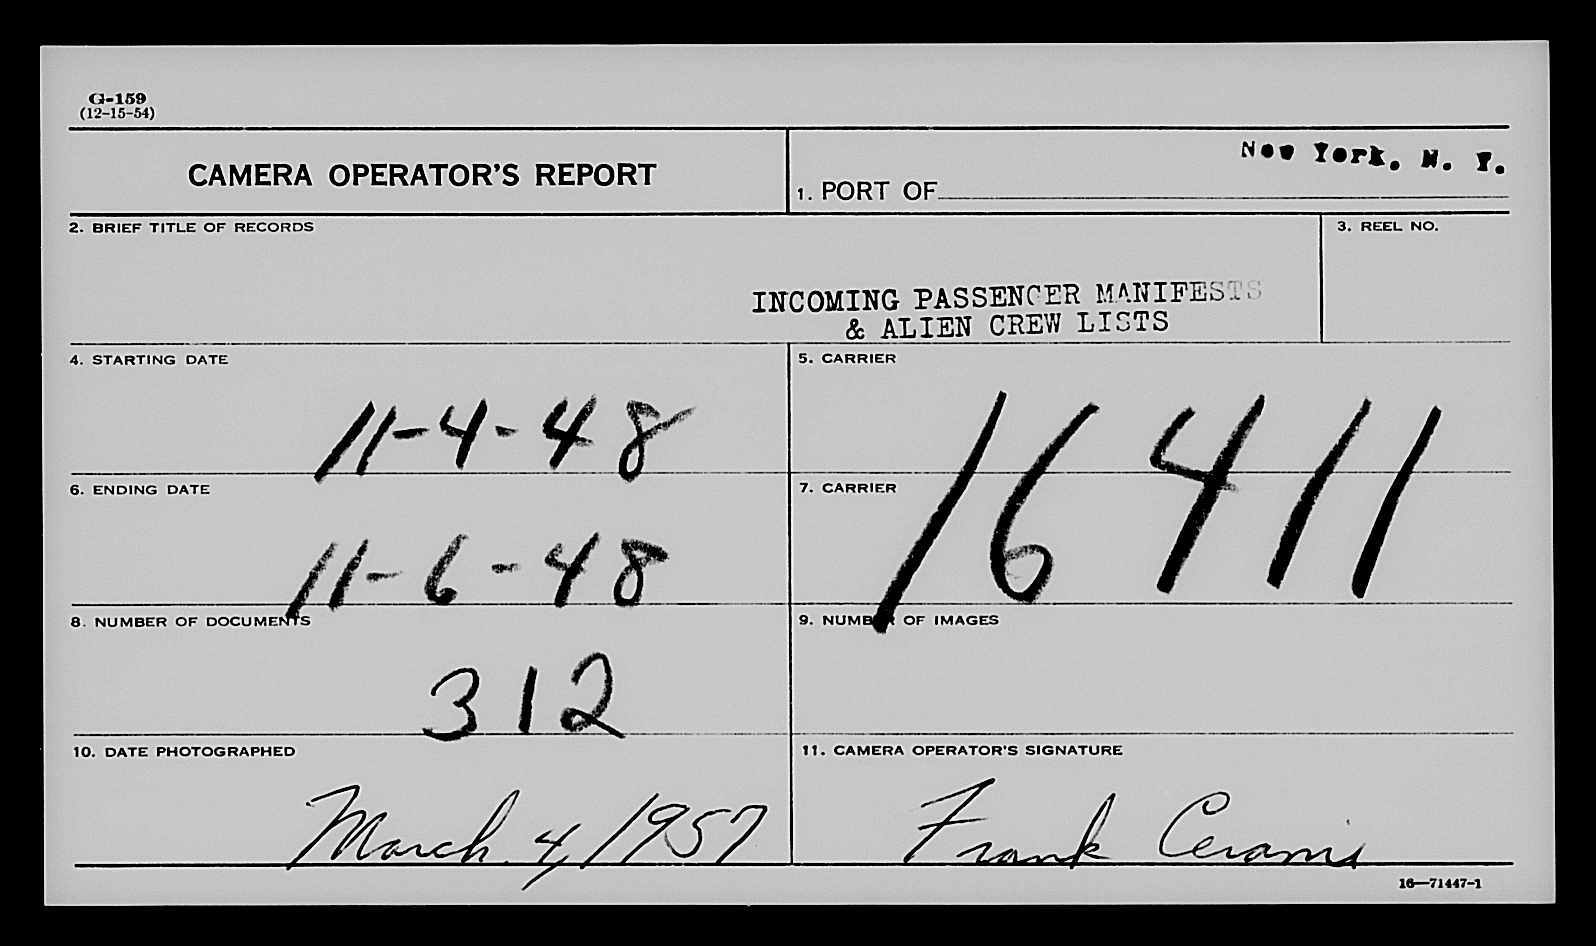 G-159
(12-15-54)
CAMERA OPERATOR'S REPORT
New York, N. Y.
1. PORT OF
2. BRIEF TITLE OF RECORDS
3. REEL NO.
INCOMING PASSENGER MANIFESTS
& ALIEN CREW LISTS
4. STARTING DATE
5. CARRIER
11-4-48
16411
6. ENDING DATE
7. CARRIER
11-6-48
8. NUMBER OF DOCUMENTS
9. NUMBER OF IMAGES
312
10. DATE PHOTOGRAPHED
11. CAMERA OPERATOR'S SIGNATURE
March 4, 1957
Frank Cerami
16—71447-1